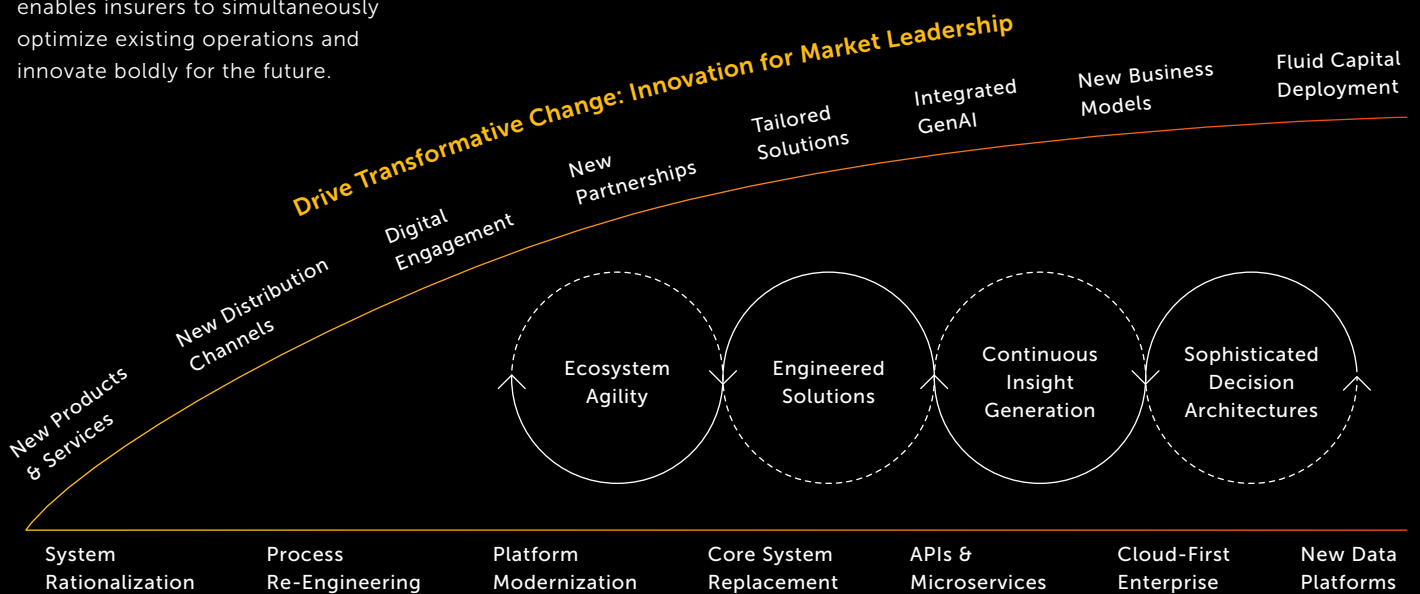 enables insurers to simultaneously
optimize existing operations and
innovate boldly for the future.
Drive Transformative Change: Innovation for Market Leadership
New Products
& Services
New Distribution
Channels
Digital
Engagement
New
Partnerships
Tailored
Solutions
Integrated
GenAI
New Business
Models
Fluid Capital
Deployment
Ecosystem
Agility
Engineered
Solutions
Continuous
Insight
Generation
Sophisticated
Decision
Architectures
System
Rationalization
Process
Re-Engineering
Platform
Modernization
Core System
Replacement
APIs &
Microservices
Cloud-First
Enterprise
New Data
Platforms